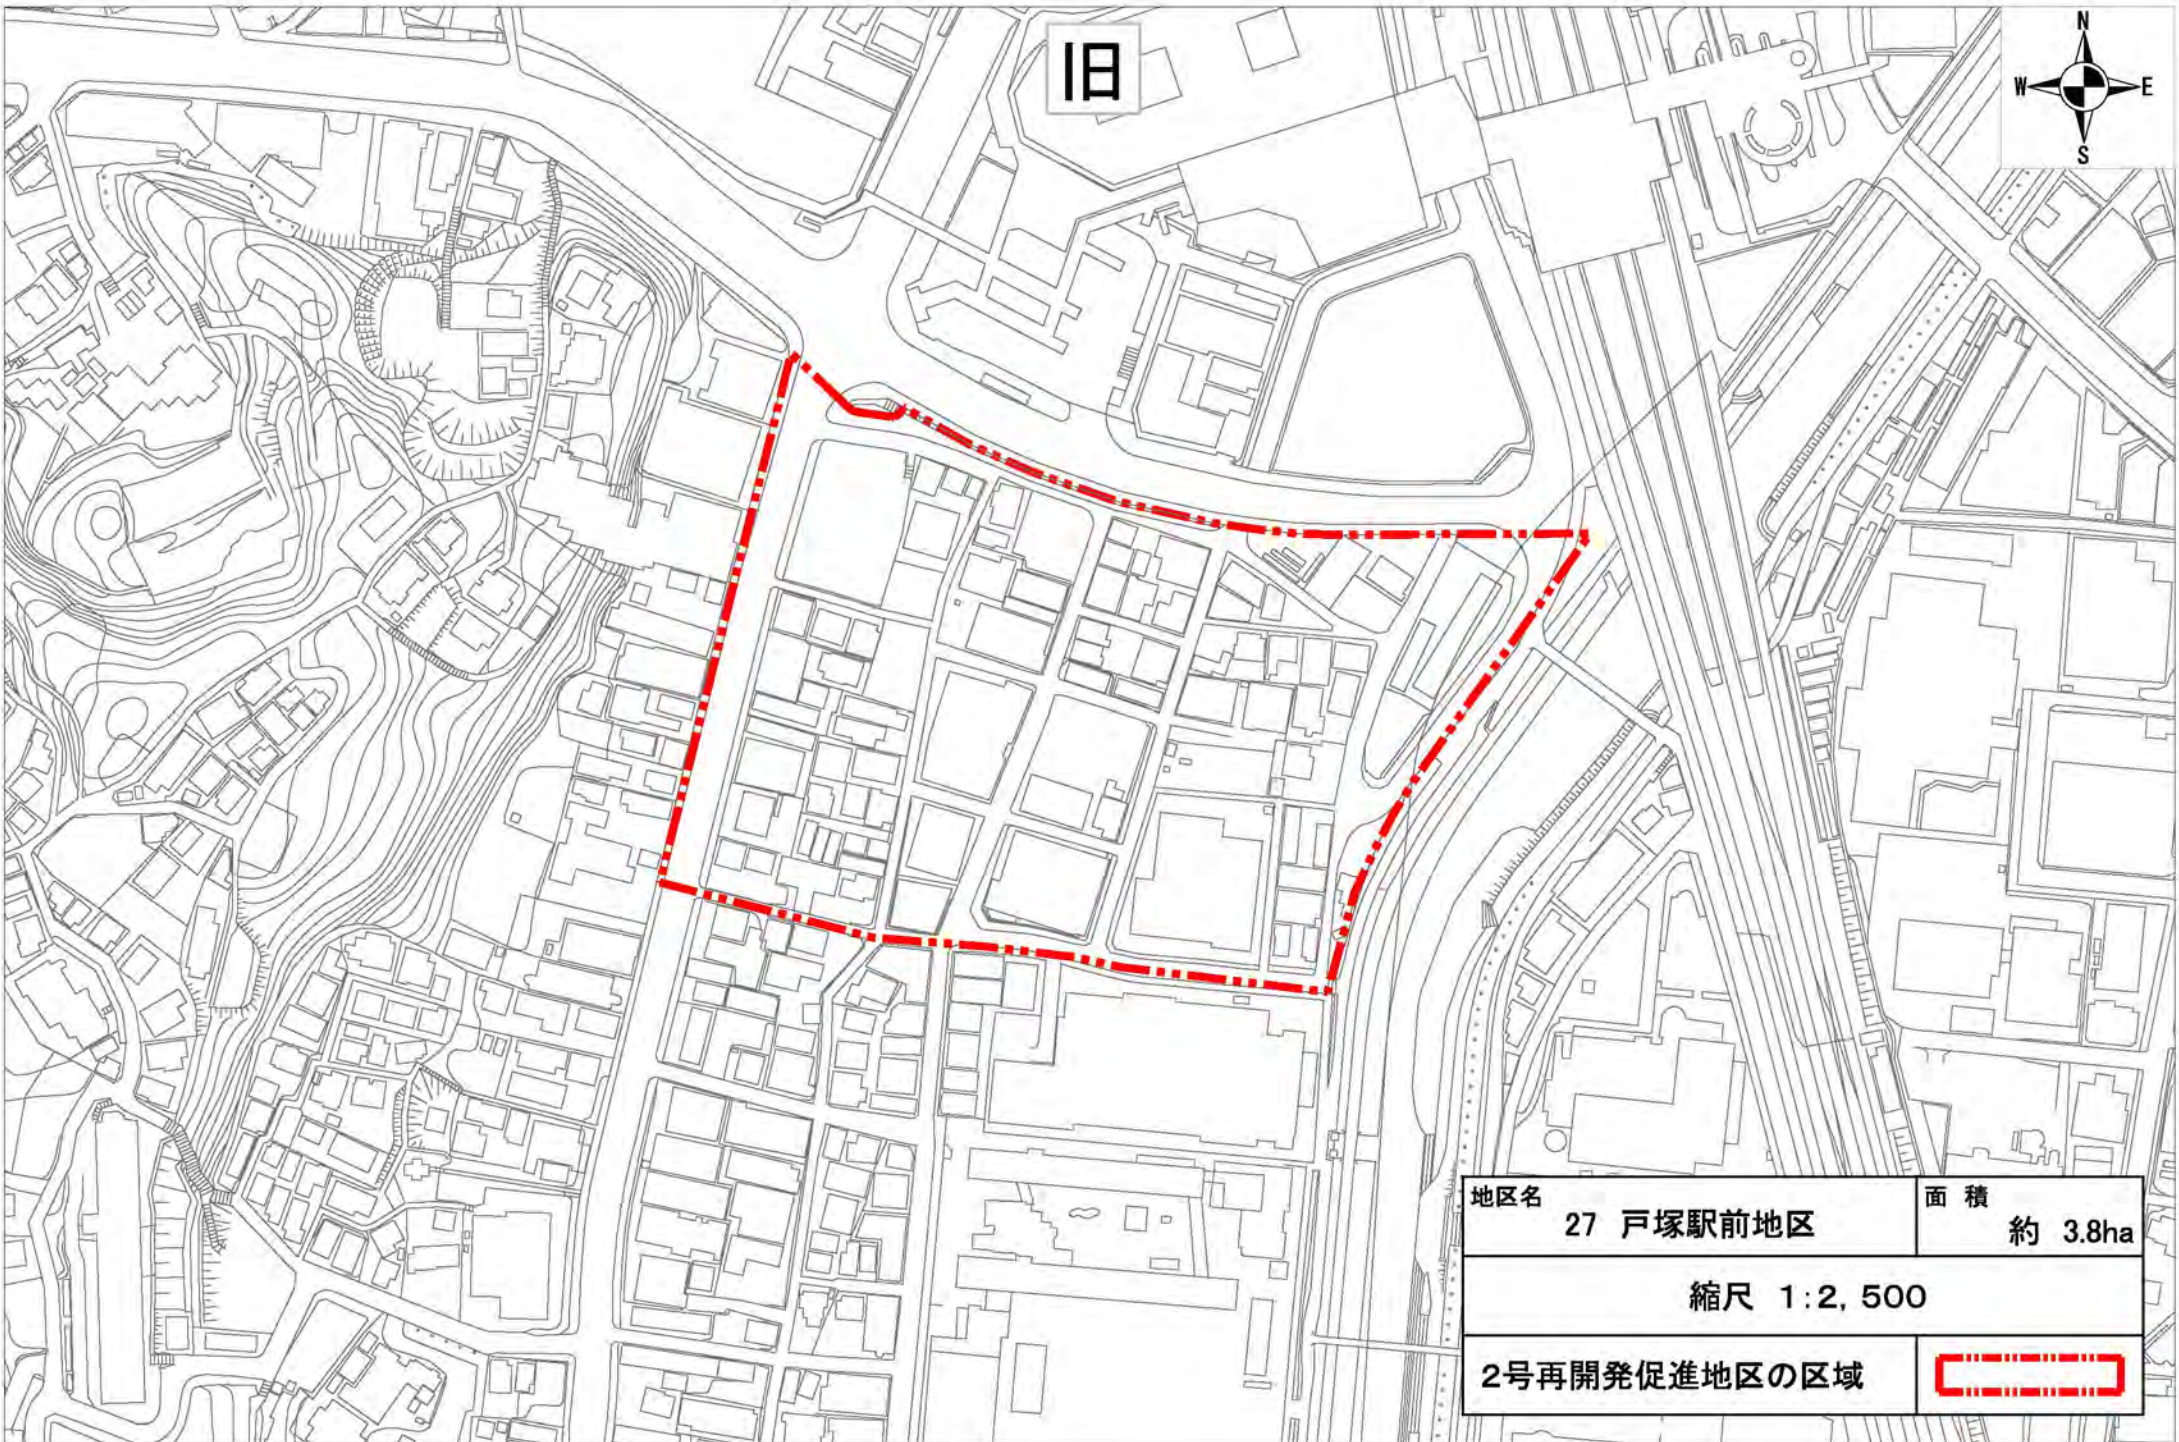 旧
N
W E
S
地区名
27 戸塚駅前地区
面 積
約 3.8ha
縮尺 1:2,500
2号再開発促進地区の区域